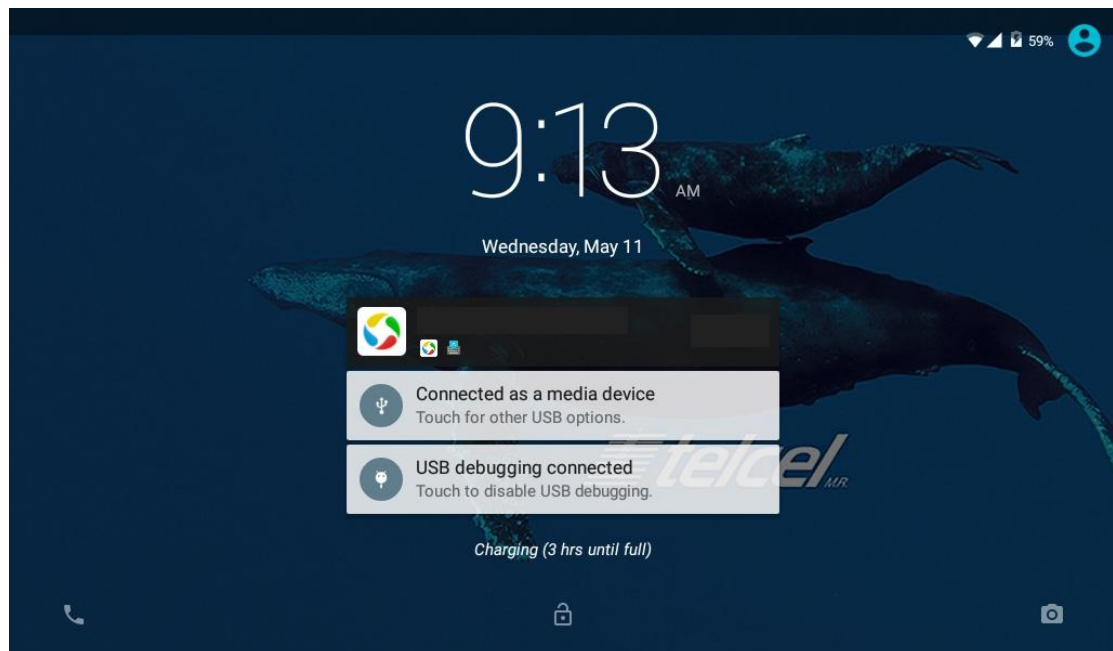 59%
9:13 AM
Wednesday, May 11
Connected as a media device
Touch for other USB options.
USB debugging connected
Touch to disable USB debugging.
telcel M.R.
Charging (3 hrs until full)